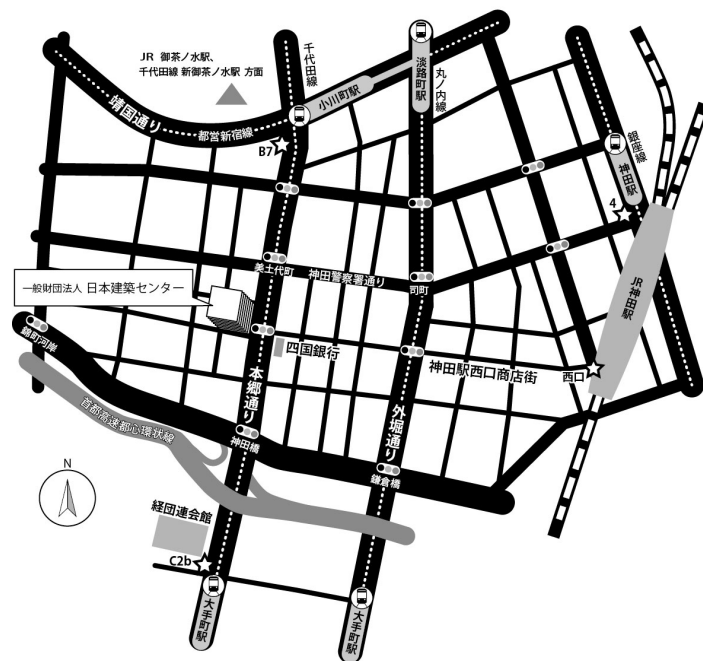 JR 御茶ノ水駅、
千代田線 新御茶ノ水駅 方面
千代田線
小川町駅
淡路町駅
丸ノ内線
靖国通り
都営新宿線
B7
銀座線
神田駅
4
美土代町
神田警察署通り
司町
JR神田駅
一般財団法人 日本建築センター
錦町河岸
四国銀行
神田駅西口商店街
西口
本郷通り
外堀通り
首都高速都心環状線
神田橋
鎌倉橋
N
経団連会館
C2b
大手町駅
大手町駅